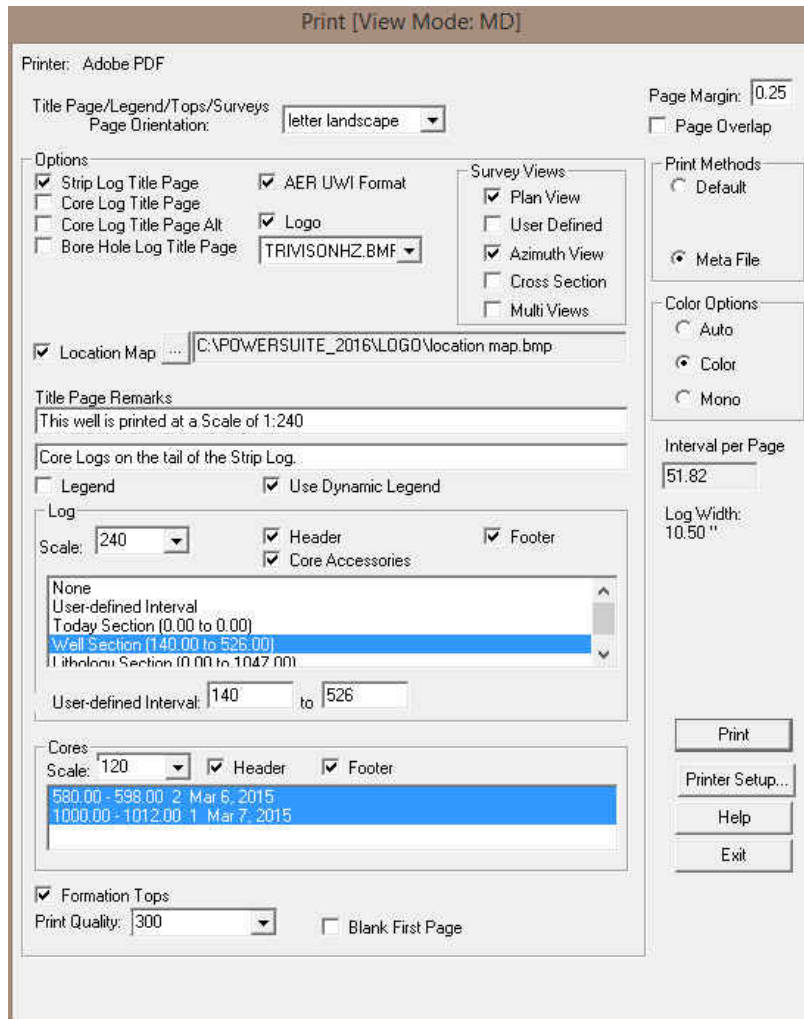 Print [View Mode: MD]
Printer: Adobe PDF
Title Page/Legend/Tops/Surveys
Page Orientation:
letter landscape
Page Margin: 0.25
Page Overlap
Options
Strip Log Title Page
Core Log Title Page
Core Log Title Page Alt
Bore Hole Log Title Page
AER UWI Format
Logo
TRIVISONHZ.BMF
Survey Views
Plan View
User Defined
Azimuth View
Cross Section
Multi Views
Print Methods
Default
Meta File
Color Options
Auto
Color
Mono
Location Map ... C:\POWERSUITE_2016\LOGO\location map.bmp
Title Page Remarks
This well is printed at a Scale of 1:240
Core Logs on the tail of the Strip Log.
Legend
Use Dynamic Legend
Interval per Page
51.82
Log Width:
10.50 "
Log
Scale: 240
Header
Footer
Core Accessories
None
User-defined Interval
Today Section (0.00 to 0.00)
Well Section (140.00 to 526.00)
Lithology Section (0.00 to 1047.00)
User-defined Interval: 140 to 526
Cores
Scale: 120
Header
Footer
580.00 - 598.00 2 Mar 6, 2015
1000.00 - 1012.00 1 Mar 7, 2015
Print
Printer Setup...
Help
Exit
Formation Tops
Print Quality: 300
Blank First Page